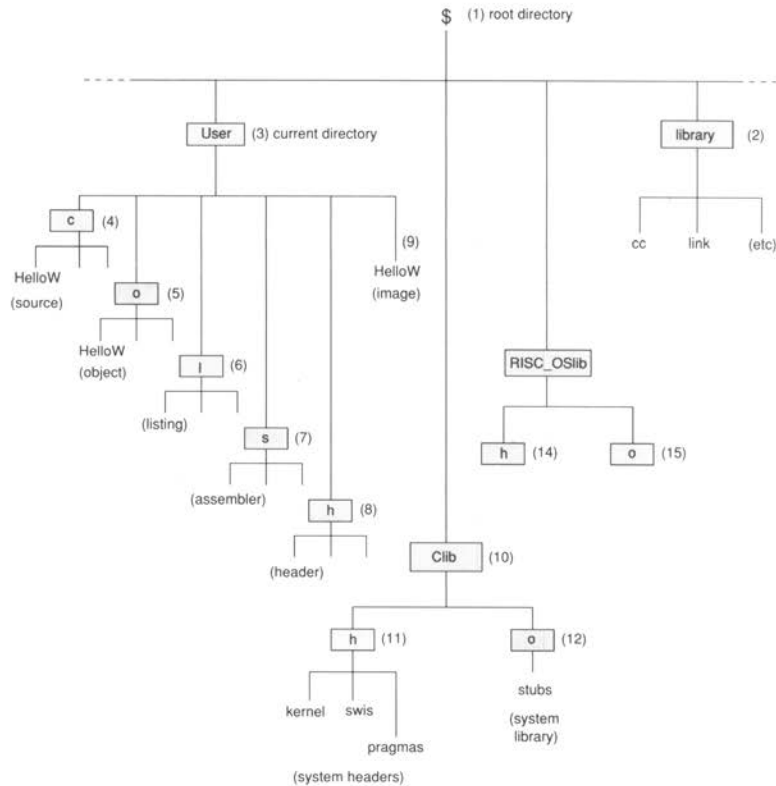 $ (1) root directory
User (3) current directory
library (2)
c (4)
(9)
cc link (etc)
HelloW
(source)
HelloW
(image)
o (5)
HelloW
(object)
l (6)
RISC_OSlib
(listing)
s (7)
h (14) o (15)
(assembler)
h (8)
(header)
Clib (10)
h (11) o (12)
kernel swis
stubs
pragmas
(system
library)
(system headers)